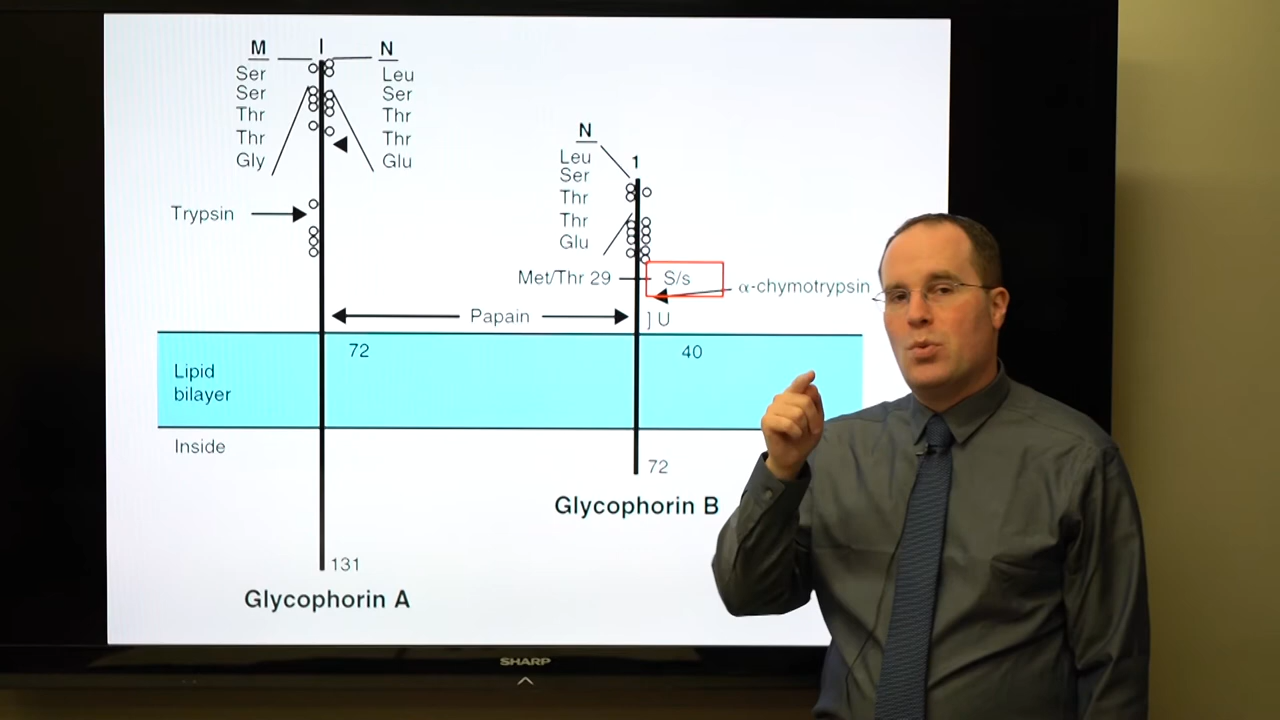 M I N
Ser Leu
Ser Ser
Thr Thr
Thr Thr
Gly Glu
Trypsin
N
Leu 1
Ser
Thr
Thr
Glu
Met/Thr 29 S/s
α-chymotrypsin
Papain ] U
72 40
Lipid
bilayer
Inside
72
Glycophorin B
131
Glycophorin A
SHARP